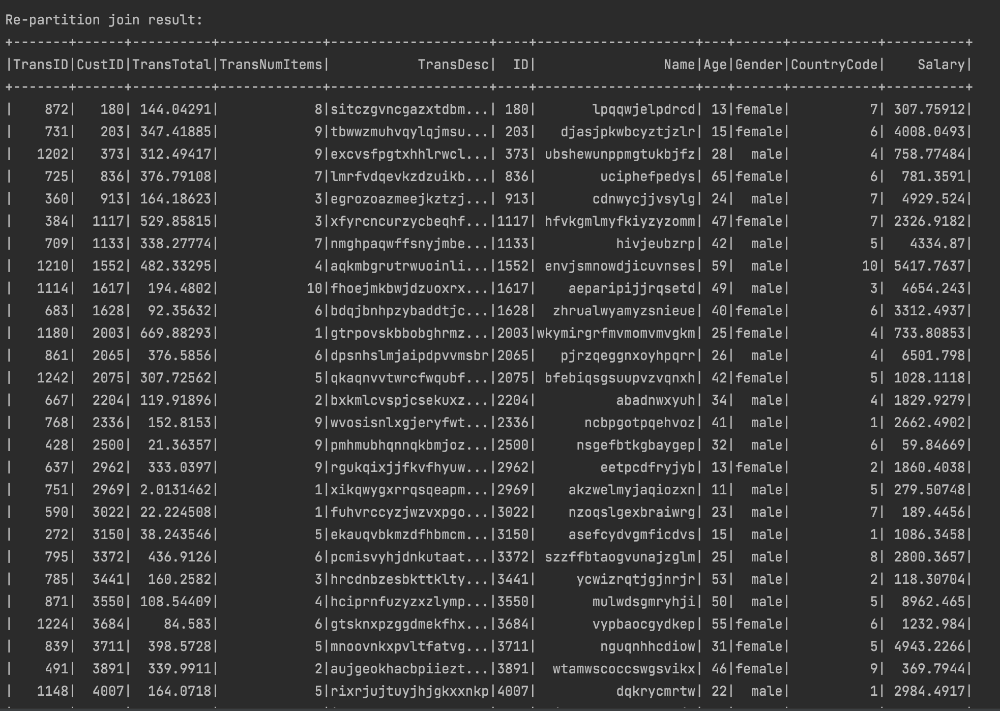 Re-partition join result:
+-------+------+----------+-------------+--------------------+----+--------------------+---+------+-----------+----------+
|TransID|CustID|TransTotal|TransNumItems|           TransDesc|  ID|                Name|Age|Gender|CountryCode|    Salary|
+-------+------+----------+-------------+--------------------+----+--------------------+---+------+-----------+----------+
|    872|   180| 144.04291|            8|sitczgvncgazxtdbm...| 180|       lpqqwjelpdrcd| 13|female|          7| 307.75912|
|    731|   203| 347.41885|            9|tbwwzmuhvqylqjmsu...| 203|   djasjpkwbcyztjzlr| 15|female|          6| 4008.0493|
|   1202|   373| 312.49417|            9|excvsfpgtxhhlrwcl...| 373| ubshewunppmgtukbjfz| 28|  male|          4| 758.77484|
|    725|   836| 376.79108|            7|lmrfvdqevkzdzuikb...| 836|        uciphefpedys| 65|female|          6|  781.3591|
|    360|   913| 164.18623|            3|egrozoazmeejkztzj...| 913|       cdnwycjjvsylg| 24|  male|          7|  4929.524|
|    384|  1117| 529.85815|            3|xfyrcncurzycbeqhf...|1117| hfvkgmlmyfkiyzyzomm| 47|female|          7| 2326.9182|
|    709|  1133| 338.27774|            7|nmghpaqwffsnyjmbe...|1133|          hivjeubzrp| 42|  male|          5|   4334.87|
|   1210|  1552| 482.33295|            4|aqkmbgrutrwuoinli...|1552| envjsmnowdjicuvnses| 59|  male|         10| 5417.7637|
|   1114|  1617|  194.4802|           10|fhoejmkbwjdzuoxrx...|1617|    aeparipijjrqsetd| 49|  male|          3|  4654.243|
|    683|  1628|  92.35632|            6|bdqjbnhpzybaddtjc...|1628|  zhrualwyamyzsnieue| 40|female|          6| 3312.4937|
|   1180|  2003| 669.88293|            1|gtrpovskbbobghrmz...|2003|wkymirgrfmvmomvmvgkm| 25|female|          4| 733.80853|
|    861|  2065|  376.5856|            6|dpsnhslmjaipdpvvmsbr|2065|   pjrzqeggnxoyhpqrr| 26|  male|          4|  6501.798|
|   1242|  2075| 307.72562|            5|qkaqnvvtwrcfwqubf...|2075| bfebiqsgsuupvzvqnxh| 42|female|          5| 1028.1118|
|    667|  2204| 119.91896|            2|bxkmlcvspjcsekuxz...|2204|          abadnwxyuh| 34|  male|          4| 1829.9279|
|    768|  2336|  152.8153|            9|wvosisnlxgjeryfwt...|2336|      ncbpgotpqehvoz| 41|  male|          1| 2662.4902|
|    428|  2500|  21.36357|            9|pmhmubhqnnqkbmjoz...|2500|     nsgefbtkgbaygep| 32|  male|          6|  59.84669|
|    637|  2962|  333.0397|            9|rgukqixjjfkvfhyuw...|2962|        eetpcdfryjyb| 13|female|          2| 1860.4038|
|    751|  2969| 2.0131462|            1|xikqwygxrrqsqeapm...|2969|    akzwelmyjaqiozxn| 11|  male|          5| 279.50748|
|    590|  3022| 22.224508|            1|fuhvrccyzjwzvxpgo...|3022|    nzoqslgexbraiwrg| 23|  male|          7|  189.4456|
|    272|  3150| 38.243546|            5|ekauqvbkmzdfhbmcm...|3150|    asefcydvgmficdvs| 15|  male|          1| 1086.3458|
|    795|  3372|  436.9126|            6|pcmisvyhjdnkutaat...|3372| szzffbtaogvunajzglm| 25|  male|          8| 2800.3657|
|    785|  3441|  160.2582|            3|hrcdnbzesbkttklty...|3441|     ycwizrqtjgjnrjr| 53|  male|          2| 118.30704|
|    871|  3550| 108.54409|            4|hciprnfuzyzxzlymp...|3550|       mulwdsgmryhji| 50|  male|          5|  8962.465|
|   1224|  3684|    84.583|            6|gtsknxpzggdmekfhx...|3684|       vypbaocgydkep| 55|female|          6|  1232.984|
|    839|  3711|  398.5728|            5|mnoovnkxpvltfatvg...|3711|        nguqnhhcdiow| 31|female|          5| 4943.2266|
|    491|  3891|  339.9911|            2|aujgeokhacbpiiezt...|3891|  wtamwscoccswgsvikx| 46|female|          9|  369.7944|
|   1148|  4007|  164.0718|            5|rixrjujtuyjhjgkxxnkp|4007|          dqkrycmrtw| 22|  male|          1| 2984.4917|